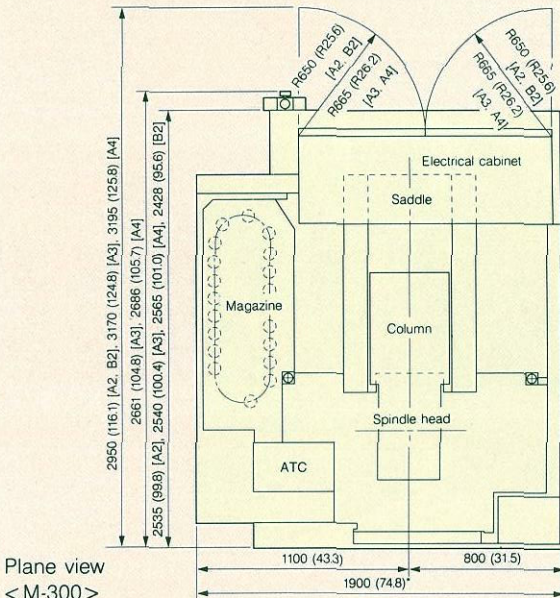 R650 (R25.6)
[A2, B2]
R665 (R26.2)
[A3, A4]
R650 (R25.6)
[A2, B2]
R665 (R26.2)
[A3, A4]
Electrical cabinet
Saddle
Magazine
Column
Spindle head
ATC
2950 (116.1) [A2, B2], 3170 (124.8) [A3], 3195 (125.8) [A4]
2661 (104.8) [A3], 2686 (105.7) [A4]
2535 (99.8) [A2], 2540 (100.4) [A3], 2565 (101.0) [A4], 2428 (95.6) [B2]
1100 (43.3)
800 (31.5)
1900 (74.8)*
Plane view
<M-300>